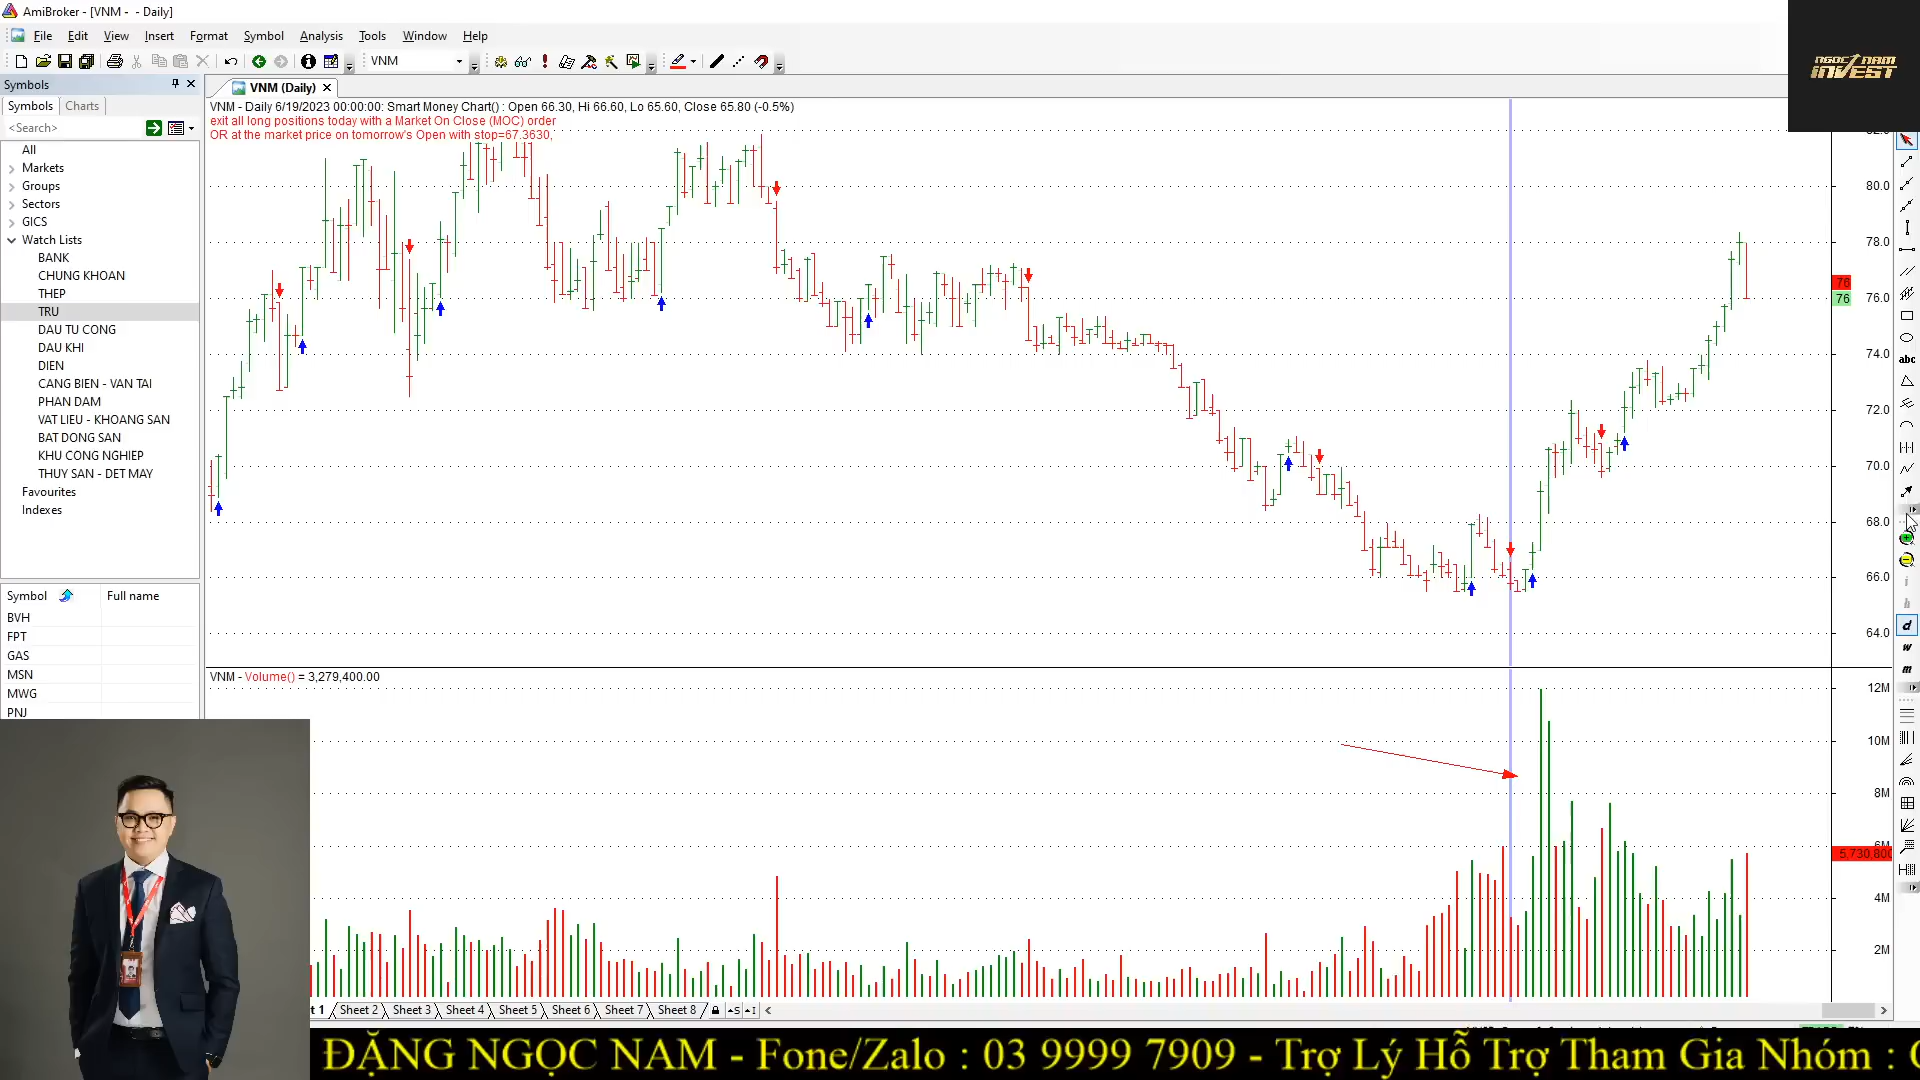 AmiBroker - [VNM - - Daily]
File Edit View Insert Format Symbol Analysis Tools Window Help
VNM
NGOC NAM
INVEST
Symbols
Symbols Charts
<Search>
All
Markets
Groups
Sectors
GICS
Watch Lists
BANK
CHUNG KHOAN
THEP
TRU
DAU TU CONG
DAU KHI
DIEN
CANG BIEN - VAN TAI
PHAN DAM
VAT LIEU - KHOANG SAN
BAT DONG SAN
KHU CONG NGHIEP
THUY SAN - DET MAY
Favourites
Indexes
Symbol Full name
BVH
FPT
GAS
MSN
MWG
PNJ
VNM (Daily)
VNM - Daily 6/19/2023 00:00:00: Smart Money Chart() : Open 66.30, Hi 66.60, Lo 65.60, Close 65.80 (-0.5%)
exit all long positions today with a Market On Close (MOC) order
OR at the market price on tomorrow's Open with stop=67.3630,
82.0
80.0
78.0
76
76
76.0
74.0
72.0
70.0
68.0
66.0
64.0
VNM - Volume() = 3,279,400.00
12M
10M
8M
6M
5,730,800
4M
2M
abc
i
h
d
w
m
t 1 Sheet 2 Sheet 3 Sheet 4 Sheet 5 Sheet 6 Sheet 7 Sheet 8 S I
ĐẶNG NGỌC NAM - Fone/Zalo : 03 9999 7909 - Trợ Lý Hỗ Trợ Tham Gia Nhóm :